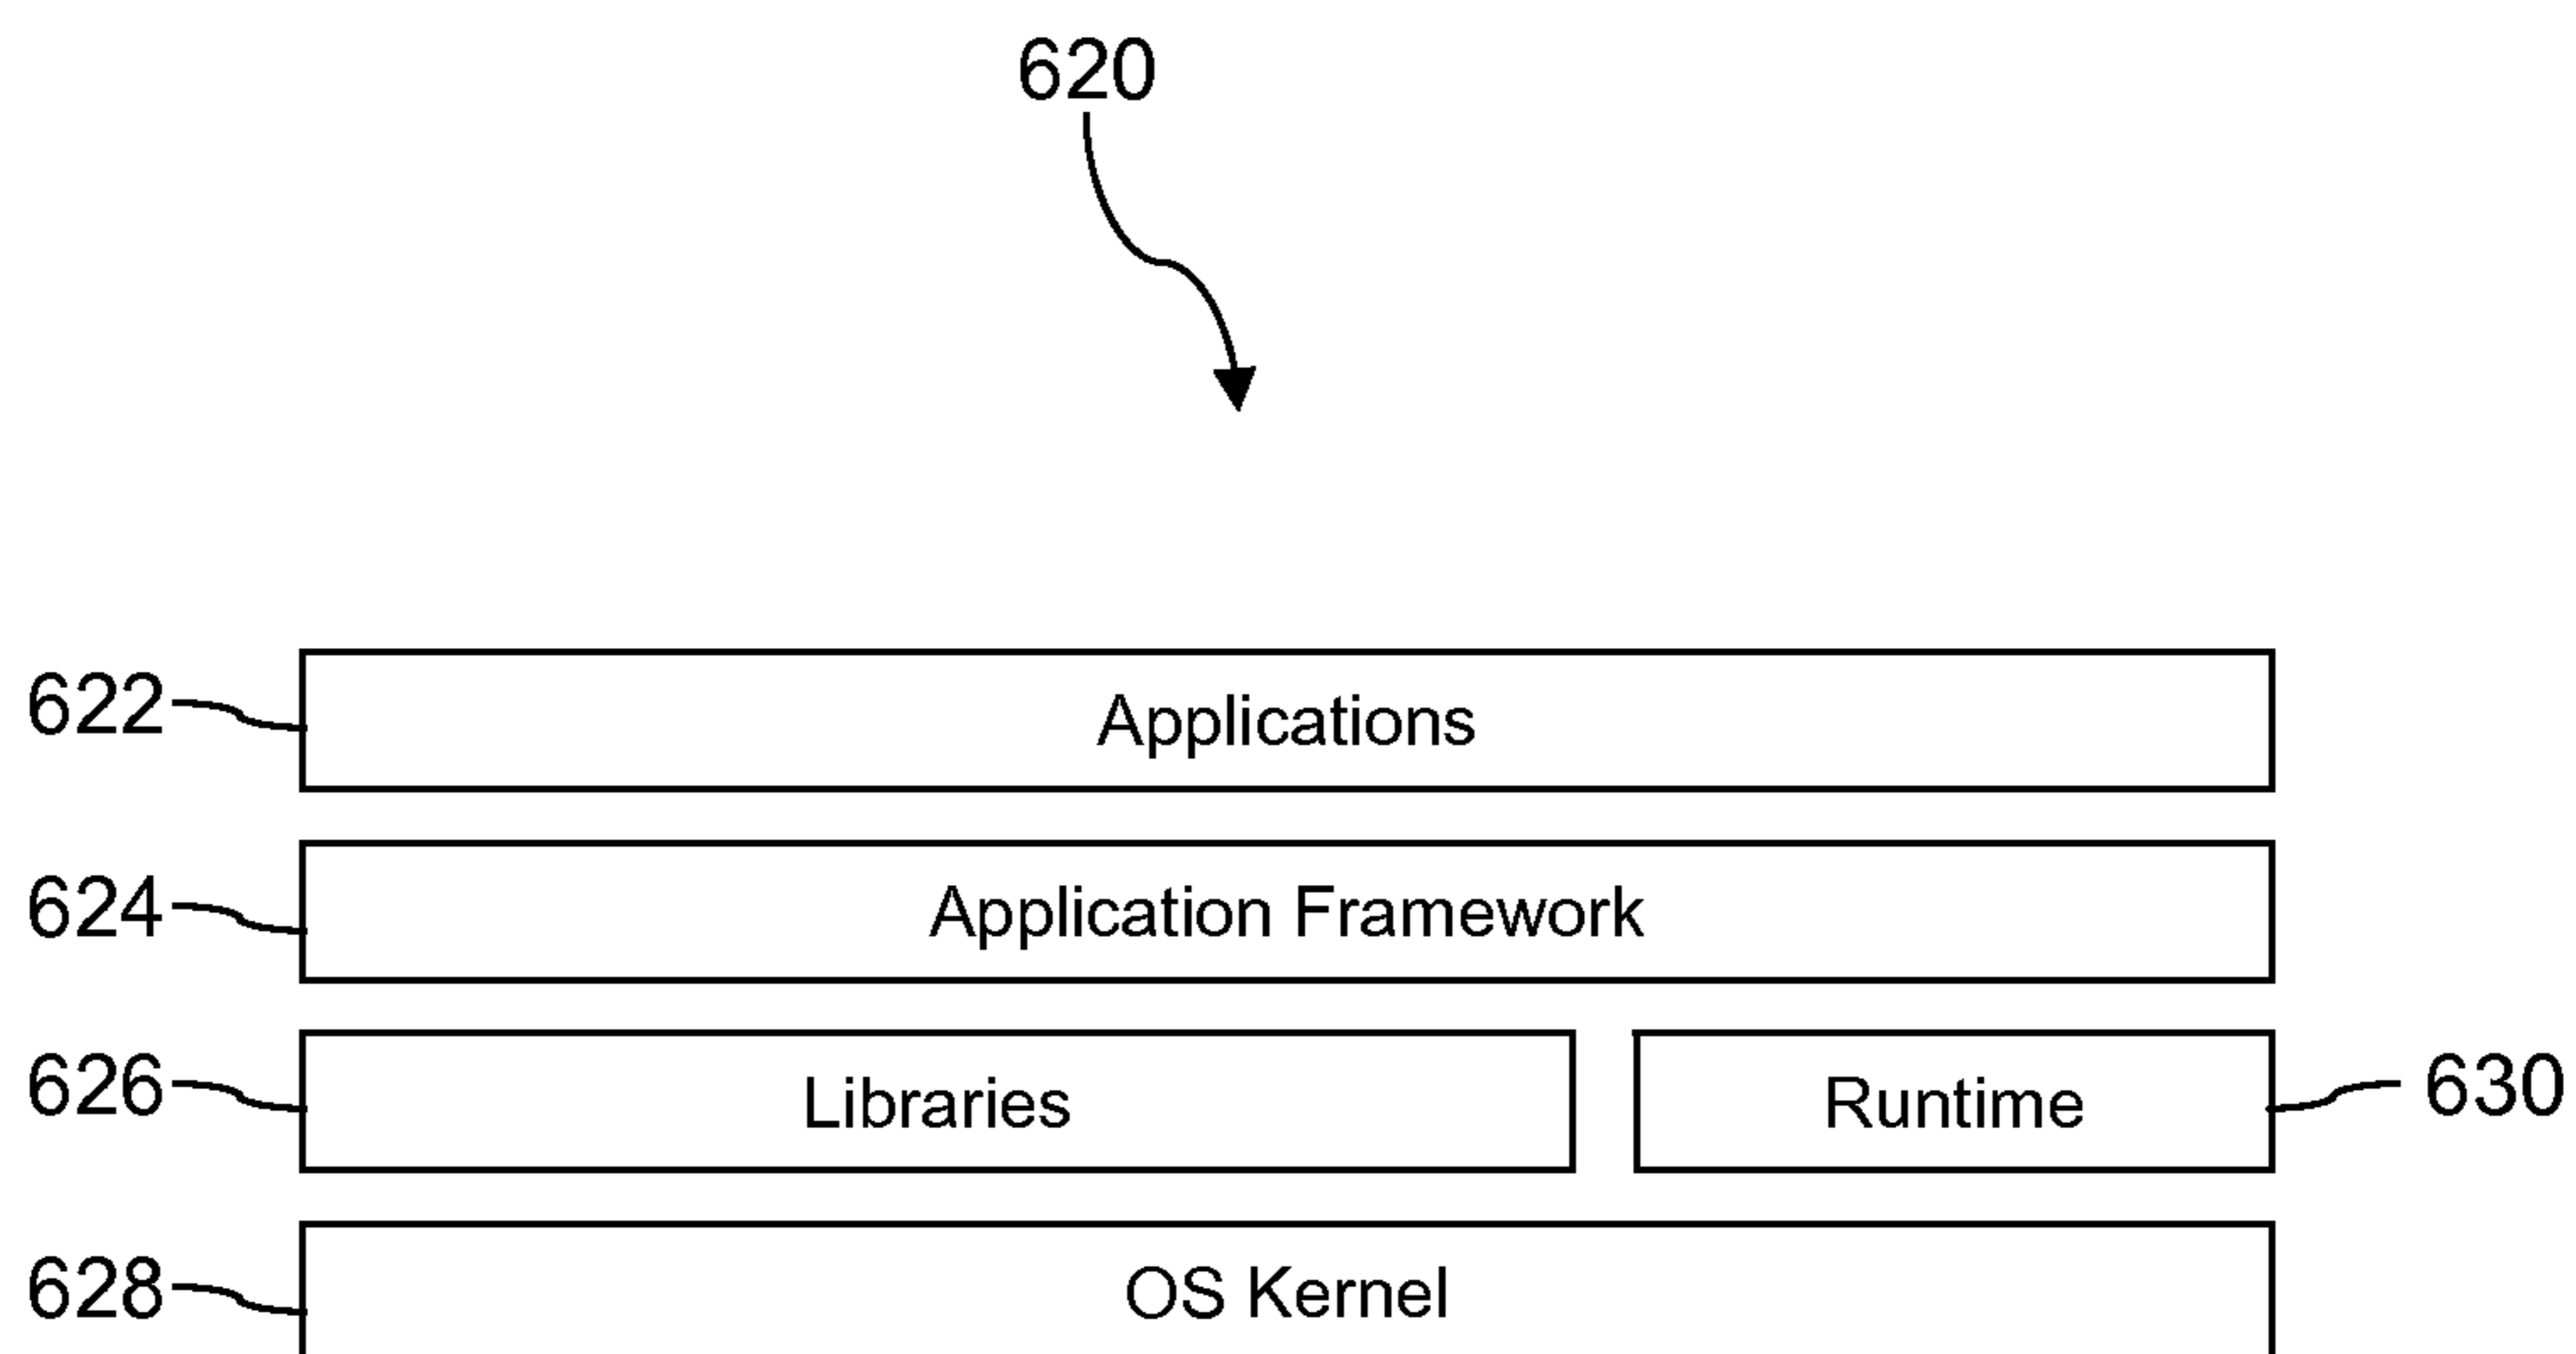 620
622 Applications
624 Application Framework
626 Libraries Runtime 630
628 OS Kernel